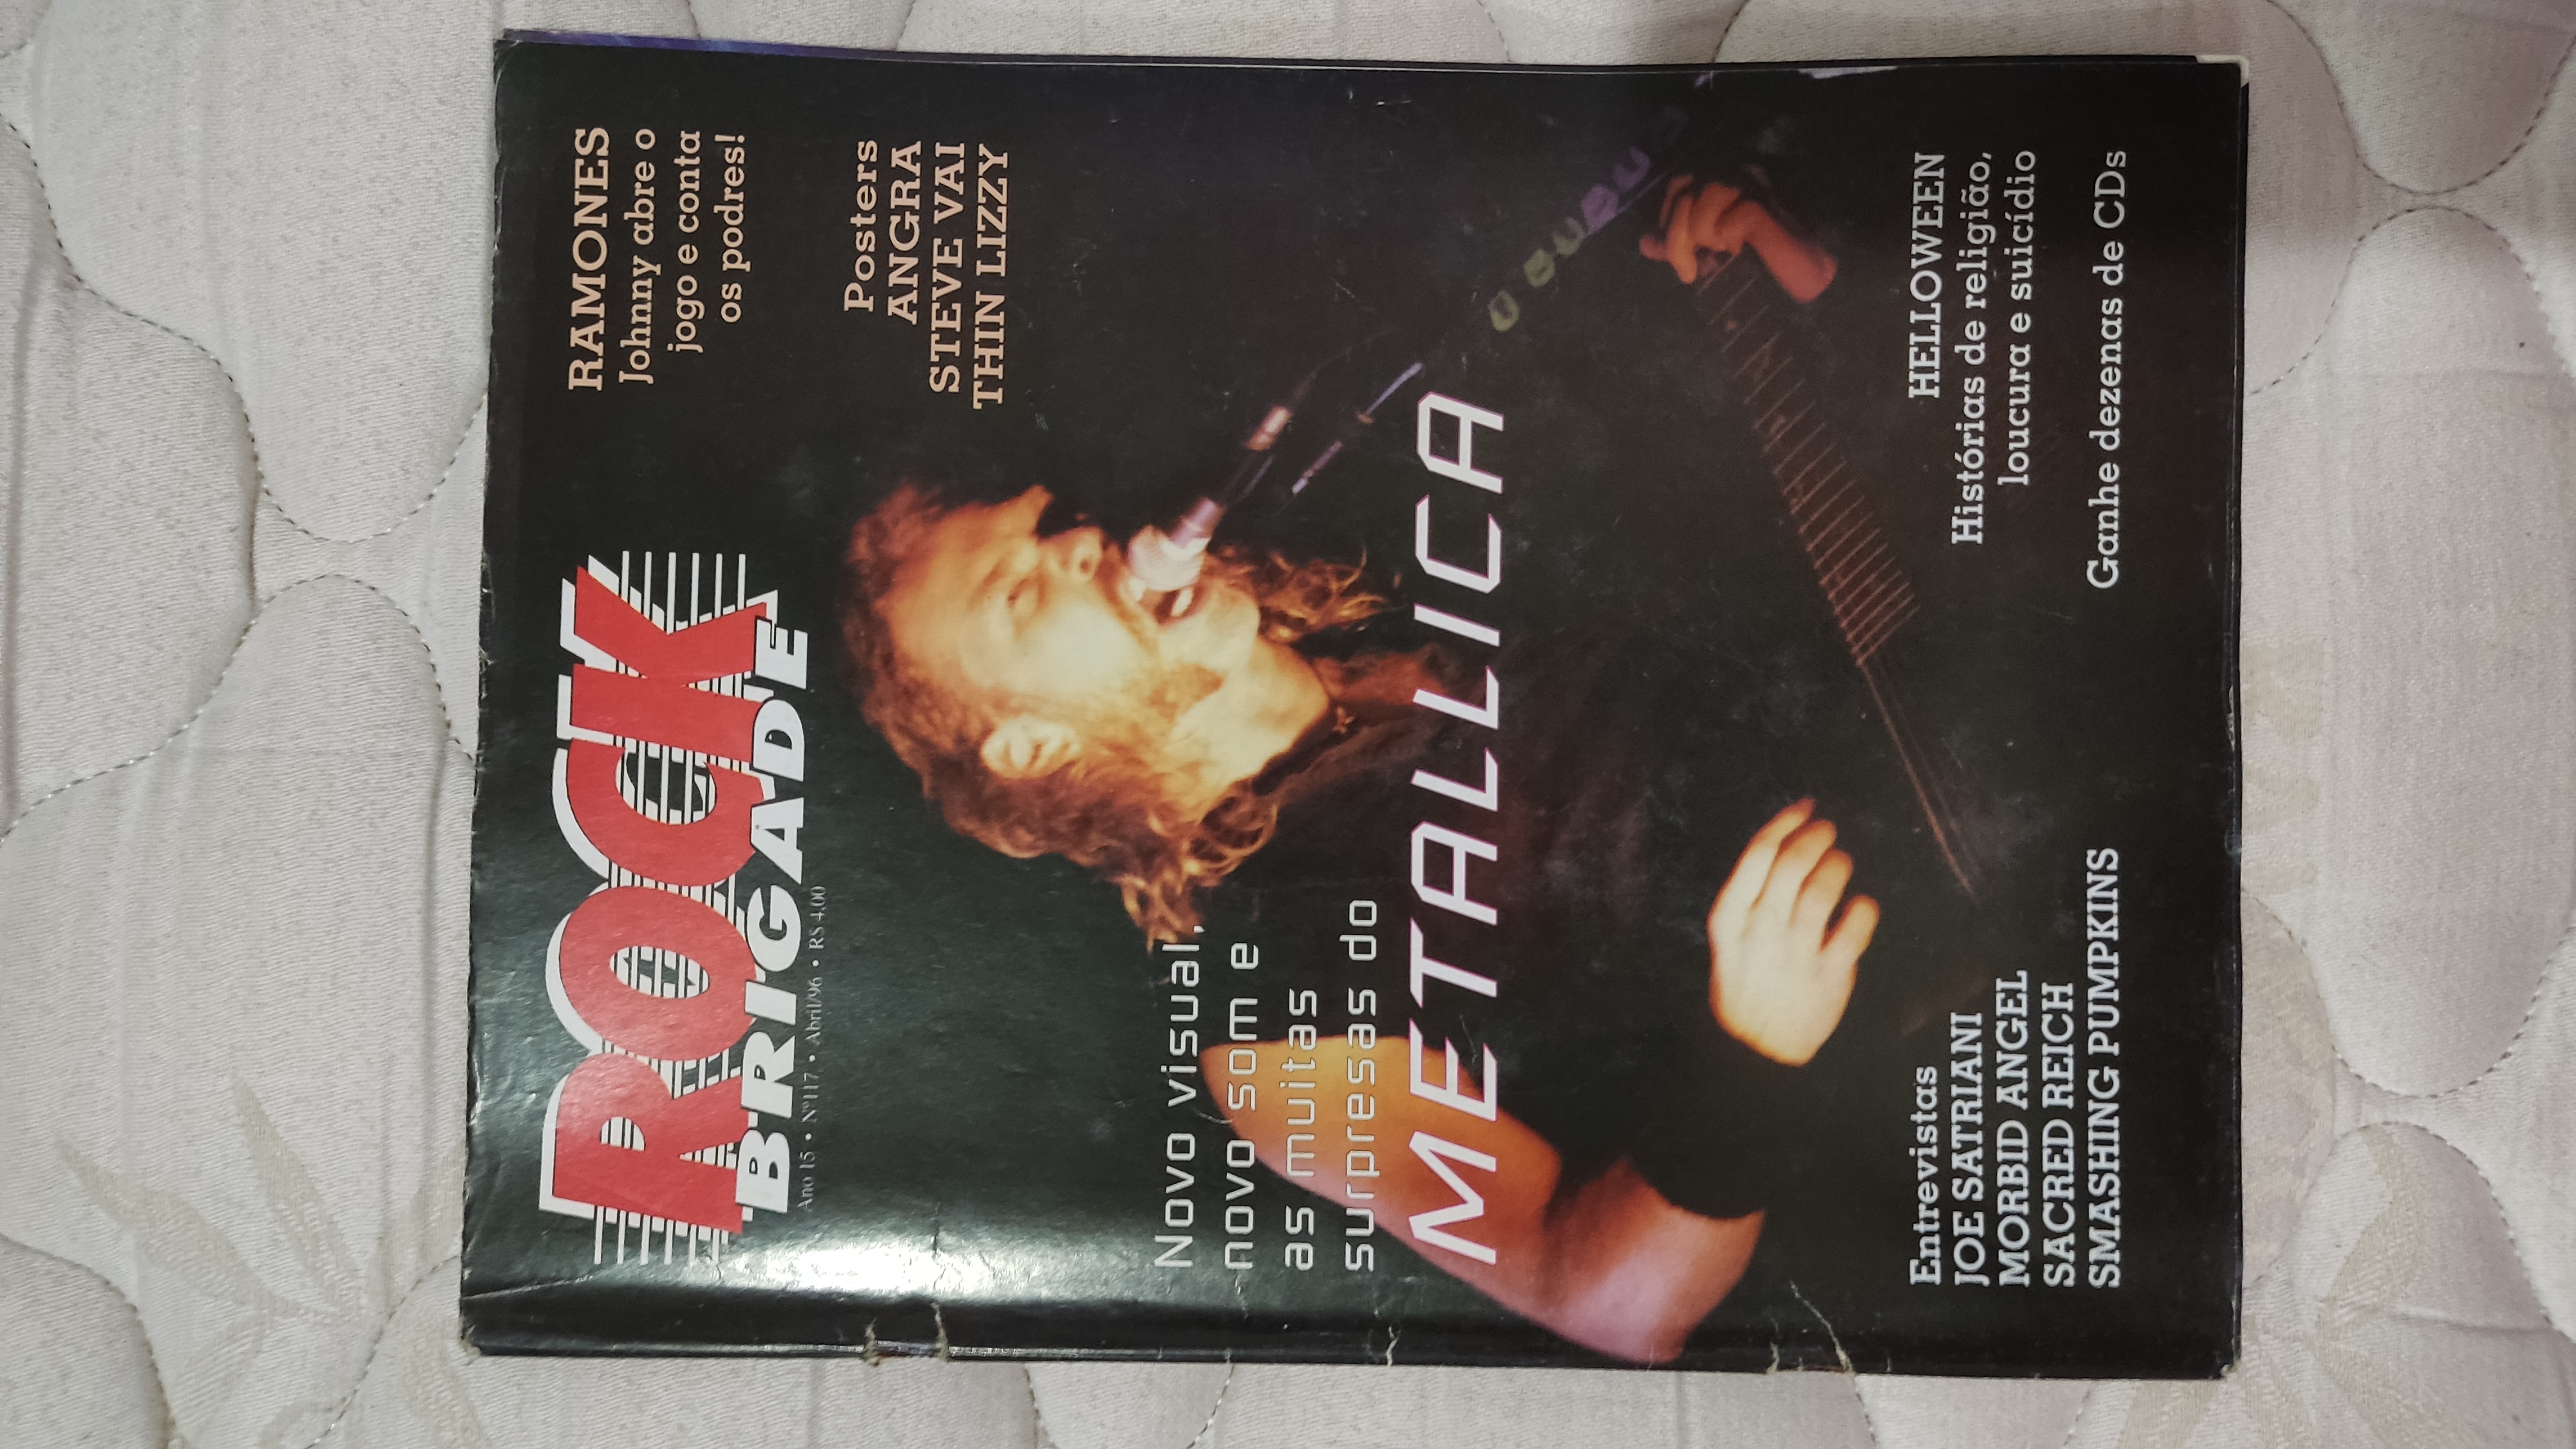 ROCK
BRIGADE
Ano 15 • Nº117 • Abril/96 • R$ 4,00
RAMONES
Johnny abre o
jogo e conta
os podres!
Posters
ANGRA
STEVE VAI
THIN LIZZY
Novo visual,
novo som e
as muitas
surpresas do
METALLICA
Entrevistas
JOE SATRIANI
MORBID ANGEL
SACRED REICH
SMASHING PUMPKINS
HELLOWEEN
Histórias de religião,
loucura e suicídio
Ganhe dezenas de CDs